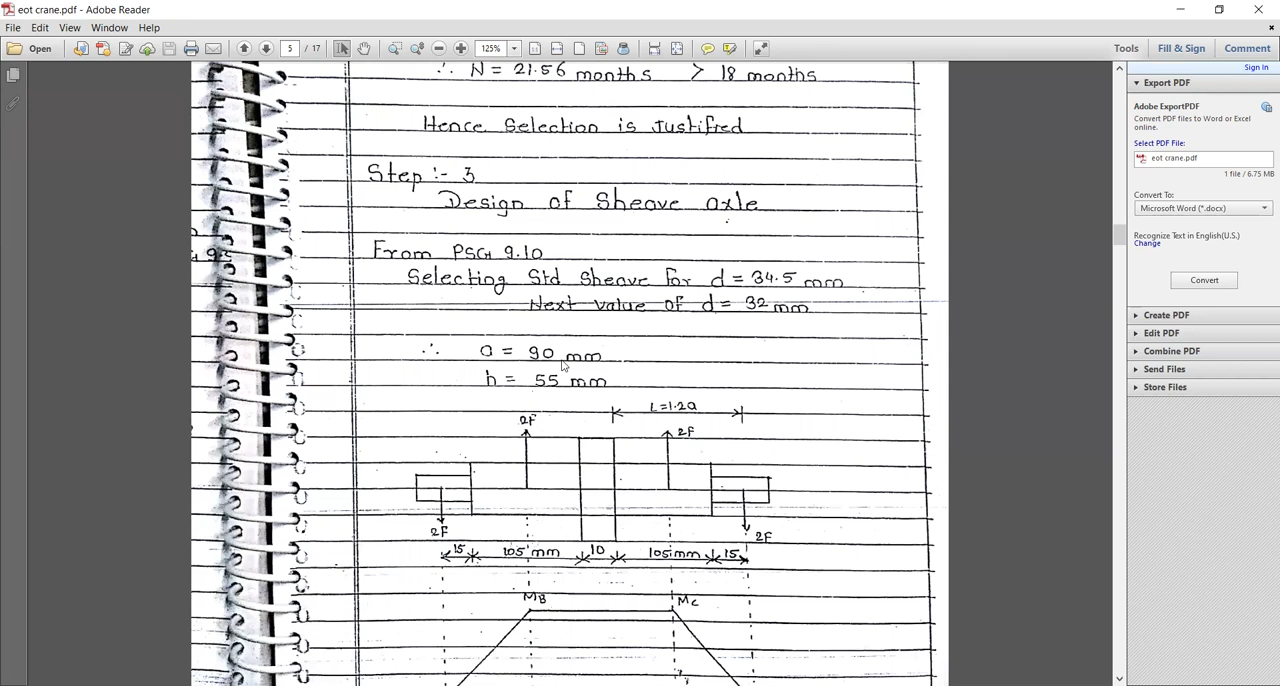 eot crane.pdf - Adobe Reader
File Edit View Window Help
Open 5 / 17 125% Tools Fill & Sign Comment
Sign In
Export PDF
Adobe ExportPDF
Convert PDF files to Word or Excel
online.
Select PDF File:
eot crane.pdf
1 file / 6.75 MB
Convert To:
Microsoft Word (*.docx)
Recognize Text in English(U.S.)
Change
Convert
Create PDF
Edit PDF
Combine PDF
Send Files
Store Files
∴ N = 21.56 months > 18 months
Hence Selection is Justified
Step :- 3
Design of Sheave axle
From PSG 9.10
Selecting Std Sheave for d = 34.5 mm
Next value of d = 32 mm
∴ a = 90 mm
h = 55 mm
L=1.2a
2F 2F
2F 2F
15 105 mm 10 105 mm 15
MB MC